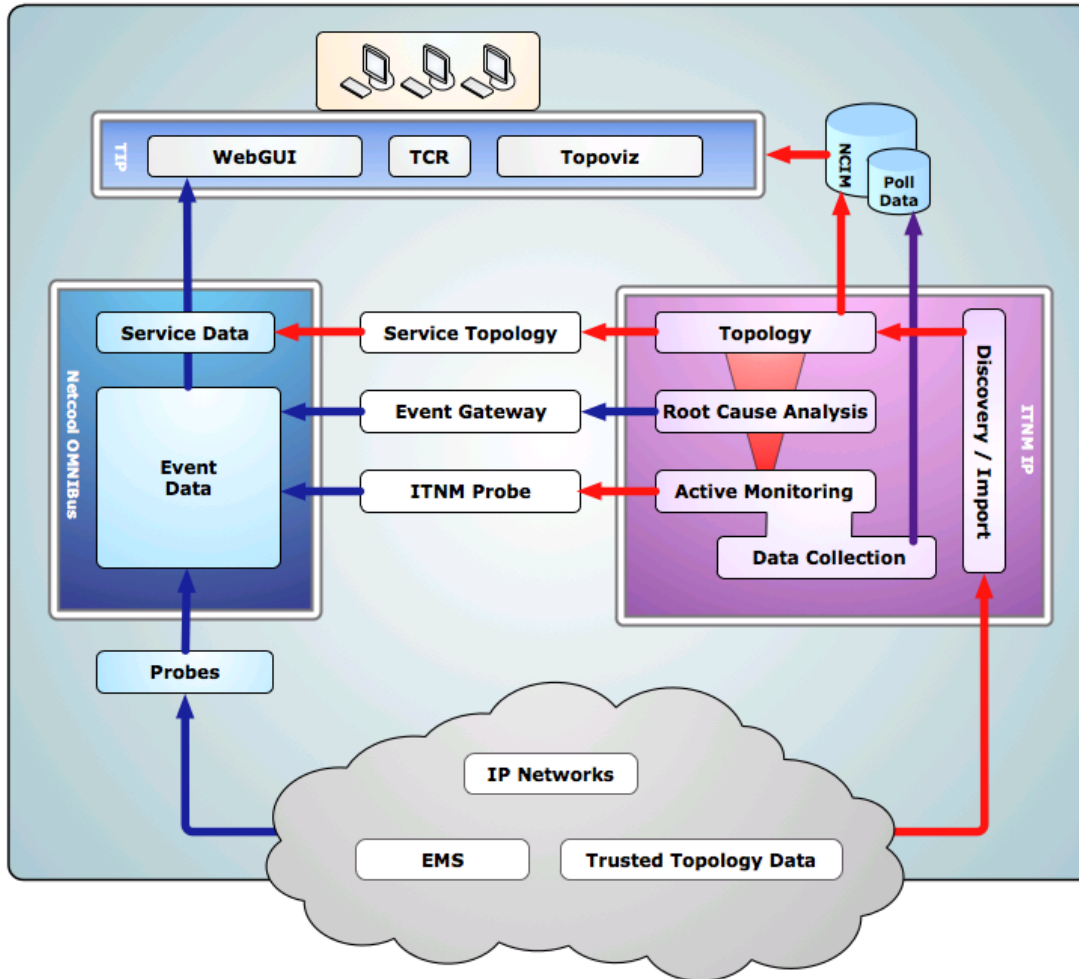 TIP
WebGUI
TCR
Topoviz
NCIM
Poll
Data
Netcool OMNIBus
Service Data
Event
Data
Service Topology
Event Gateway
ITNM Probe
Topology
Root Cause Analysis
Active Monitoring
Data Collection
Discovery / Import
ITNM IP
Probes
IP Networks
EMS
Trusted Topology Data